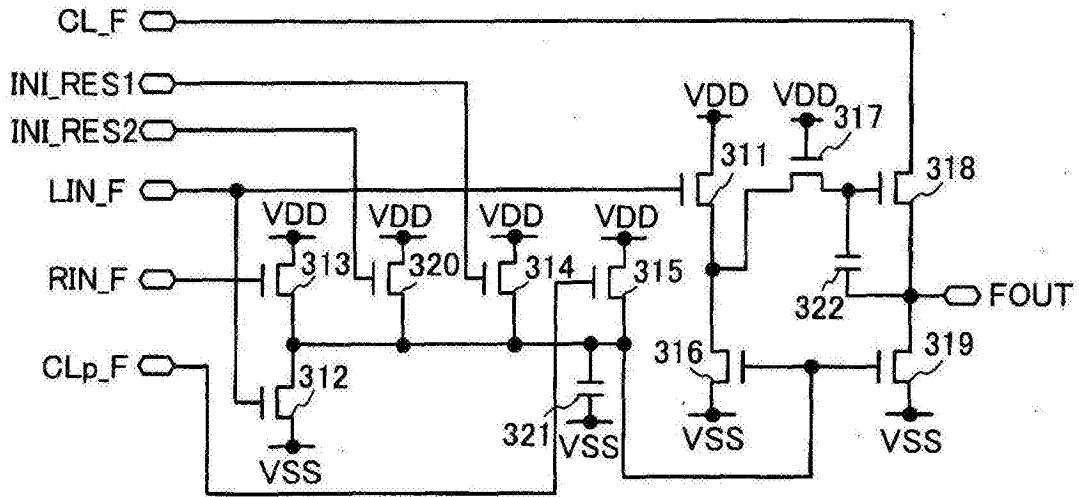 CL_F
INI_RES1
INI_RES2
LIN_F
RIN_F
CLp_F
VDD
VDD
317
311
318
VDD
VDD
VDD
VDD
313
320
314
315
322
FOUT
312
316
319
321
VSS
VSS
VSS
VSS